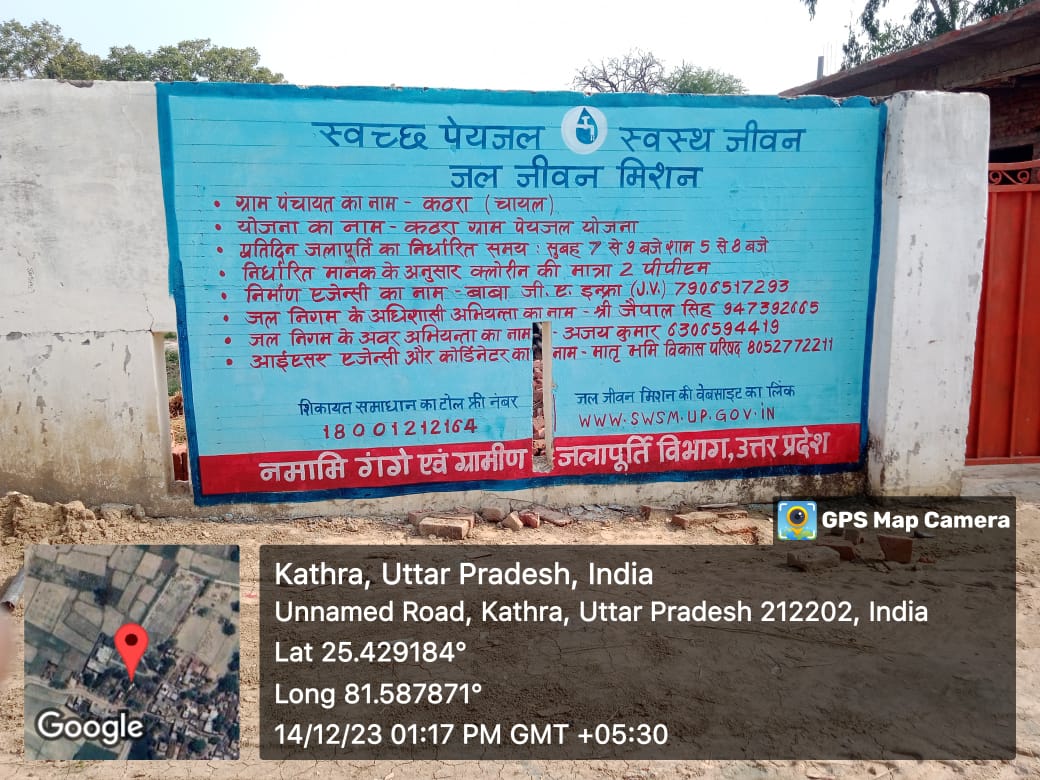 स्वच्छ पेयजल स्वस्थ जीवन
जल जीवन मिशन
• ग्राम पंचायत का नाम - कठरा (चायल)
• योजना का नाम - कठरा ग्राम पेयजल योजना
• प्रतिदिन जलापूर्ति का निर्धारित समय : सुबह 7 से 9 बजे शाम 5 से 8 बजे
• निर्धारित मानक के अनुसार क्लोरीन की मात्रा 2 पीपीएम
• निर्माण एजेन्सी का नाम - बाबा जी. ए. इन्फ्रा (J.V.) 7906517293
• जल निगम के अधिशासी अभियन्ता का नाम - श्री जैपाल सिंह 947392665
• जल निगम के अवर अभियन्ता का नाम - अजय कुमार 6306594419
• आईएसए एजेन्सी और कोर्डिनेटर का नाम - मातृ भमि विकास परिषद 8052772211
शिकायत समाधान का टोल फ्री नंबर
18001212164
जल जीवन मिशन की वेबसाइट का लिंक
WWW.SWSM.UP.GOV.IN
नमामि गंगे एवं ग्रामीण जलापूर्ति विभाग, उत्तर प्रदेश
GPS Map Camera
Kathra, Uttar Pradesh, India
Unnamed Road, Kathra, Uttar Pradesh 212202, India
Lat 25.429184°
Long 81.587871°
14/12/23 01:17 PM GMT +05:30
Google